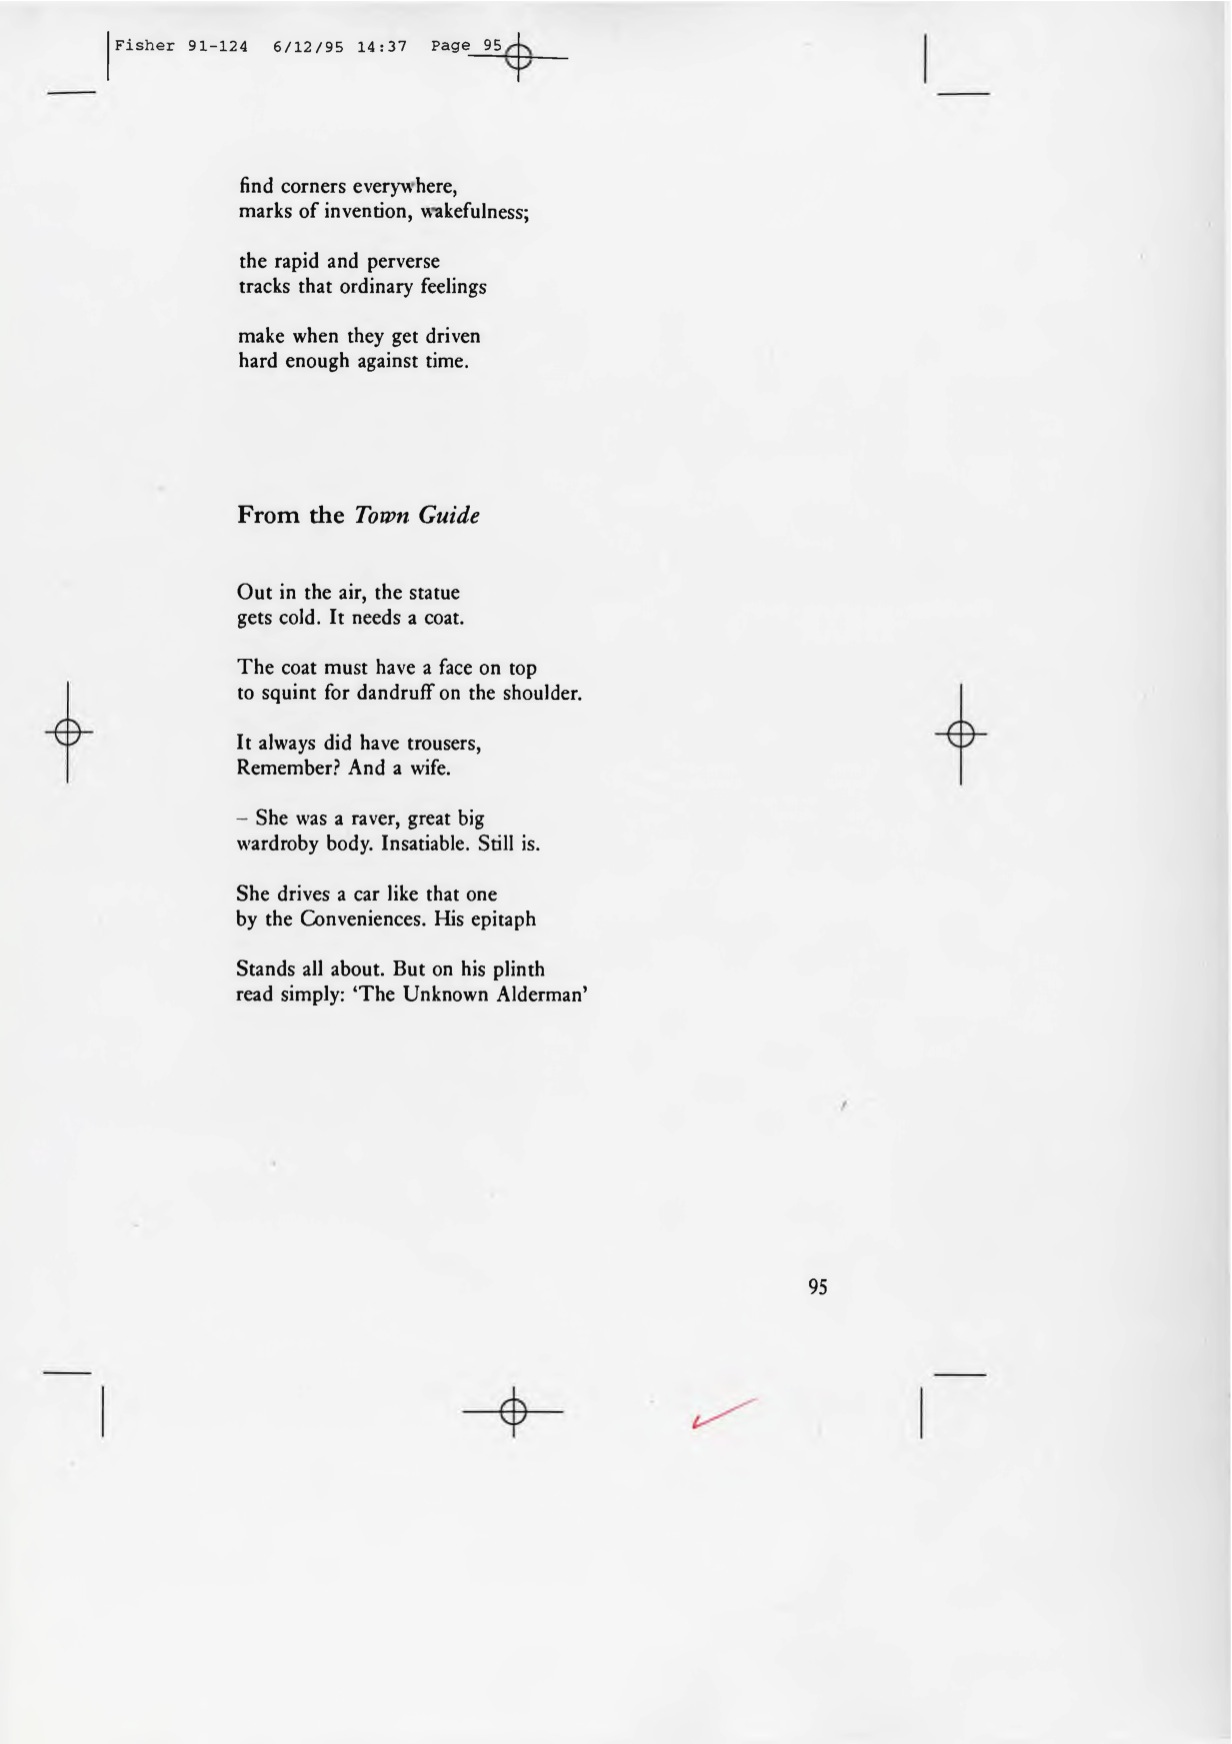 Fisher 91-124 6/12/95 14:37 Page 95
find corners everywhere,
marks of invention, wakefulness;
the rapid and perverse
tracks that ordinary feelings
make when they get driven
hard enough against time.
From the Town Guide
Out in the air, the statue
gets cold. It needs a coat.
The coat must have a face on top
to squint for dandruff on the shoulder.
It always did have trousers,
Remember? And a wife.
– She was a raver, great big
wardroby body. Insatiable. Still is.
She drives a car like that one
by the Conveniences. His epitaph
Stands all about. But on his plinth
read simply: ‘The Unknown Alderman’
95